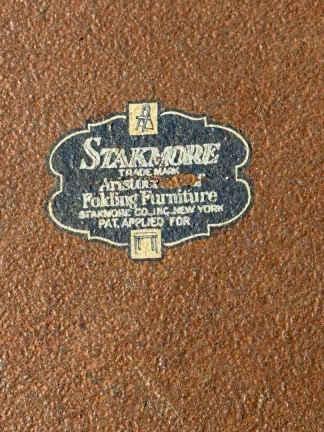 STAKMORE
TRADE MARK
Folding Furniture
STAKMORE CO., INC., NEW YORK
PAT. APPLIED FOR